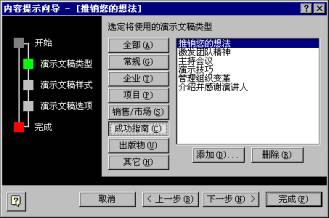 内容提示向导 - [推销您的想法]
选定将使用的演示文稿类型
开始
演示文稿类型
演示文稿样式
演示文稿选项
完成
全部(A)
常规(G)
企业(T)
项目(P)
销售/市场(S)
成功指南(C)
出版物(U)
其它(H)
推销您的想法
激发团队精神
主持会议
演示技巧
管理组织变革
介绍并感谢演讲人
添加(D)...
删除(R)
?
取消
< 上一步(B)
下一步(N) >
完成(F)